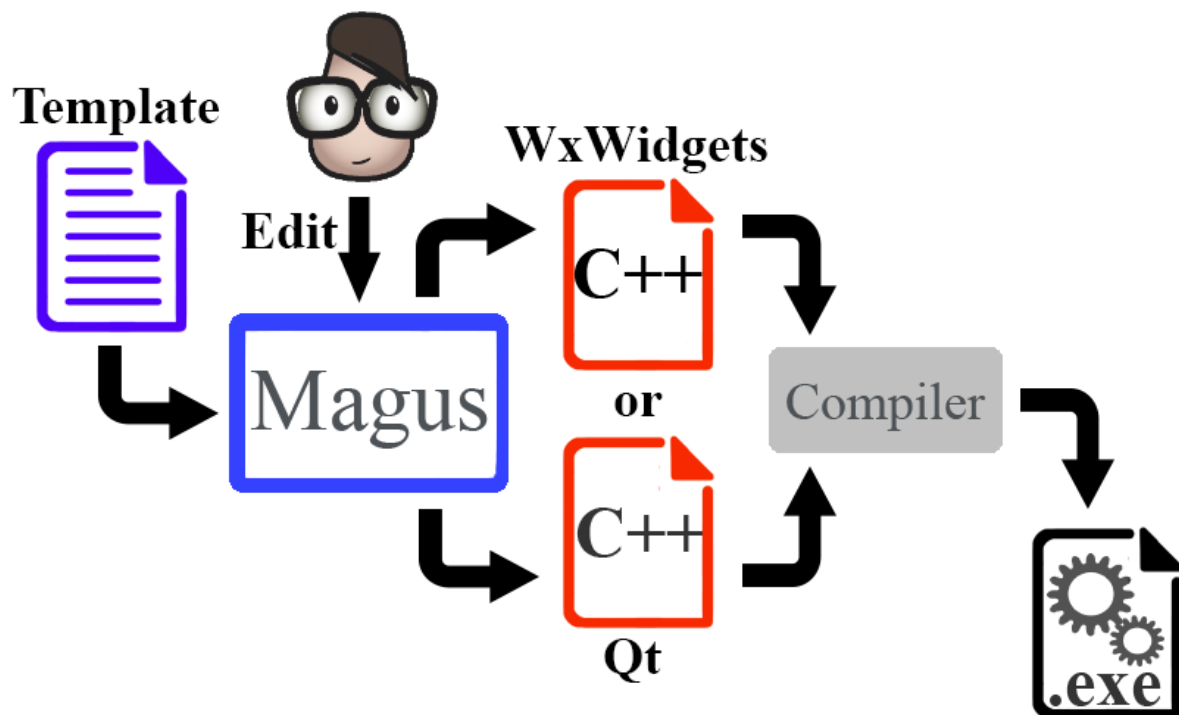 Template
WxWidgets
Edit
C++
Magus
or
Compiler
C++
Qt
.exe